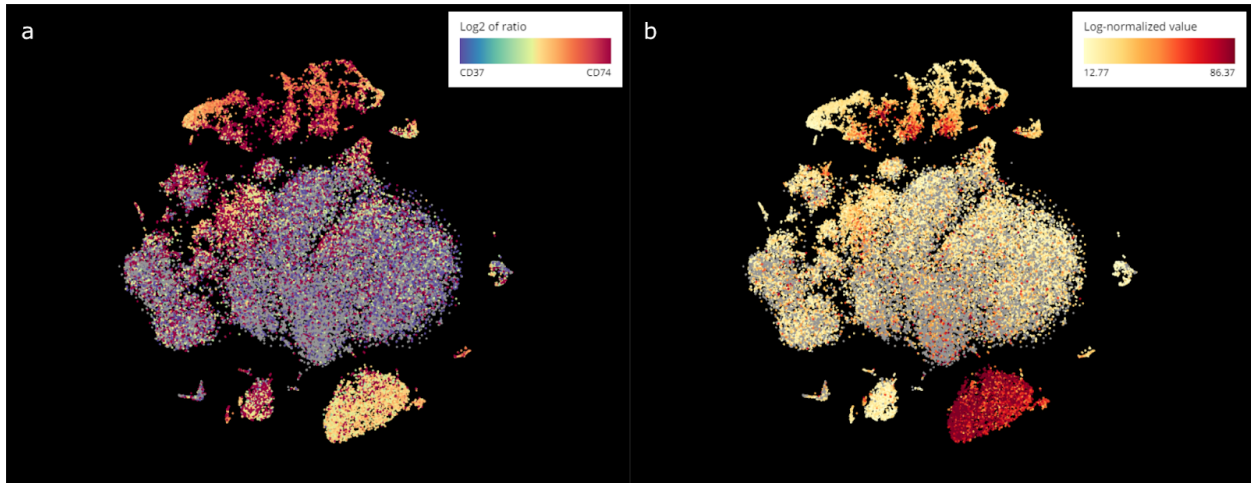 a
Log2 of ratio
CD37 CD74
b
Log-normalized value
12.77 86.37